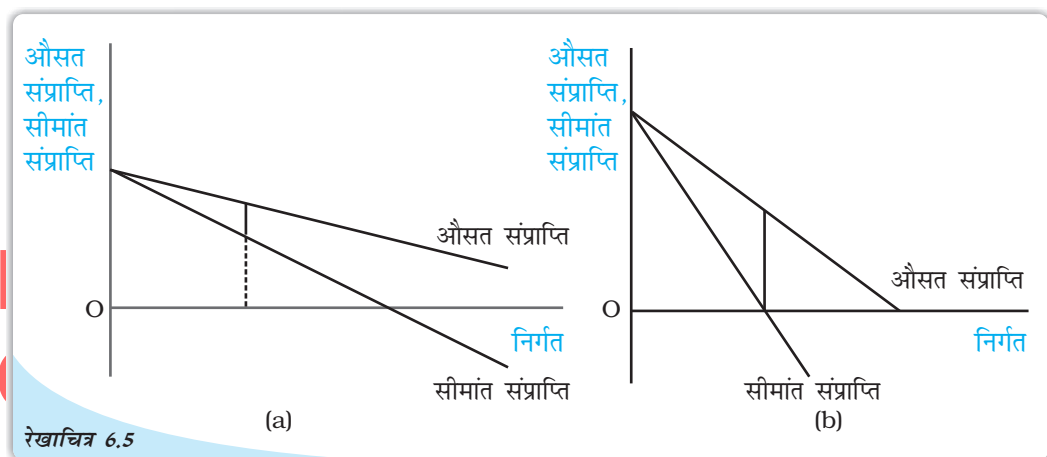 औसत
संप्राप्ति,
सीमांत
संप्राप्ति
औसत संप्राप्ति
O
निर्गत
सीमांत संप्राप्ति
(a)
औसत
संप्राप्ति,
सीमांत
संप्राप्ति
औसत संप्राप्ति
O
निर्गत
सीमांत संप्राप्ति
(b)
रेखाचित्र 6.5